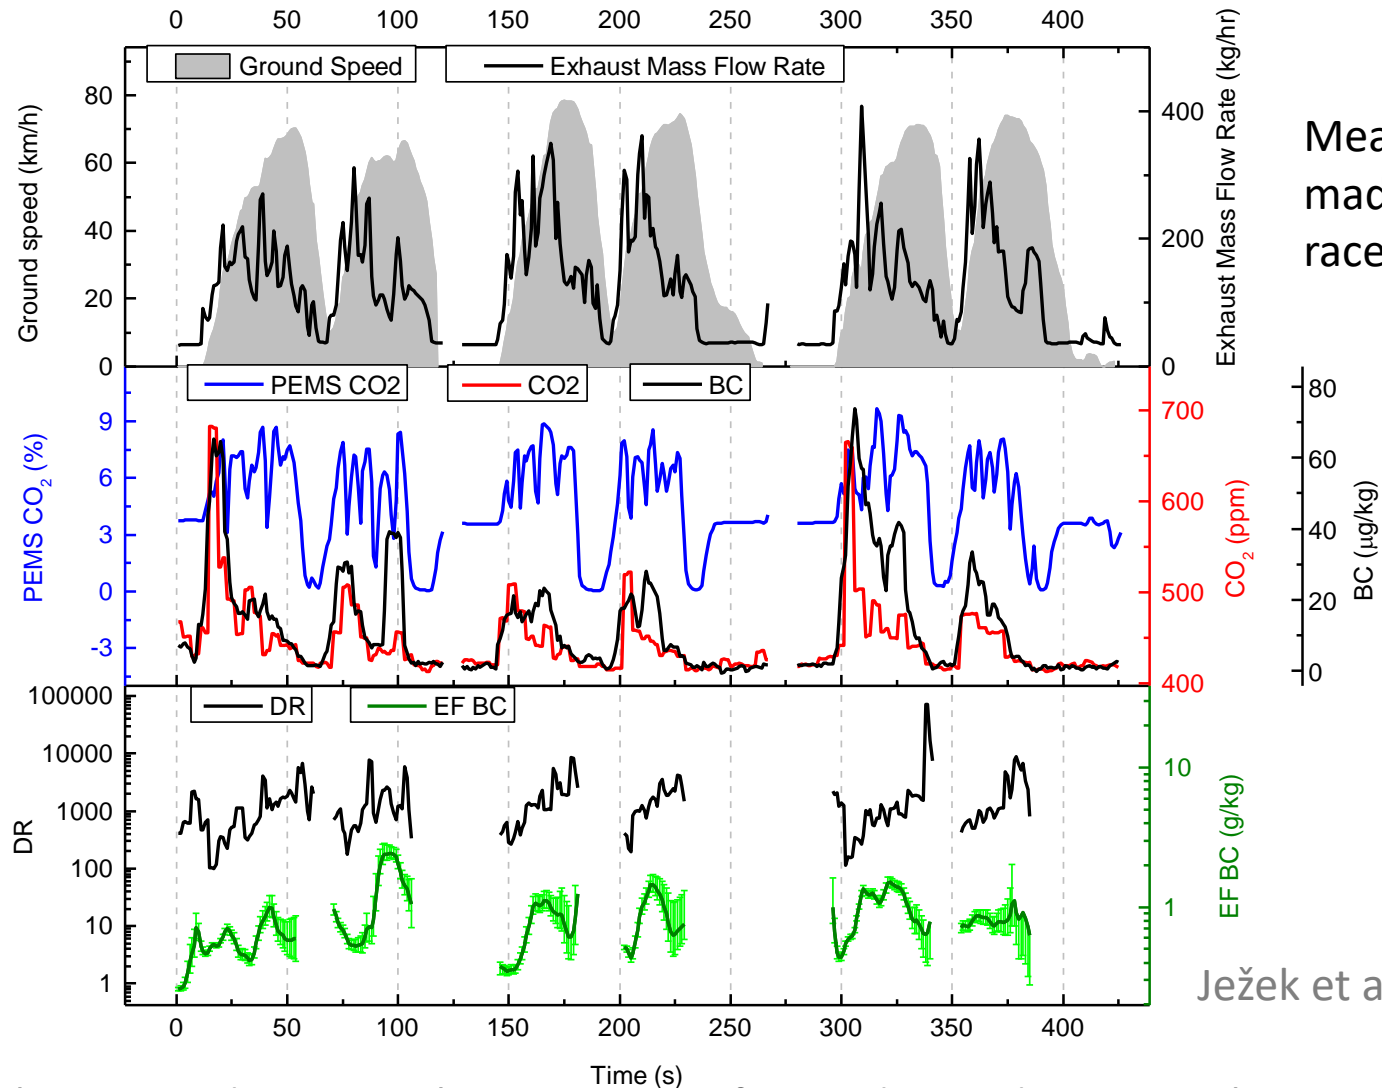 0 50 100 150 200 250 300 350 400
Ground Speed
Exhaust Mass Flow Rate
Ground speed (km/h)
80
60
40
20
0
Exhaust Mass Flow Rate (kg/hr)
400
200
0
PEMS CO2
CO2
BC
PEMS CO₂ (%)
9
6
3
0
-3
CO₂ (ppm)
700
600
500
400
BC (µg/kg)
80
60
40
20
0
DR
EF BC
DR
100000
10000
1000
100
10
1
EF BC (g/kg)
10
1
0 50 100 150 200 250 300 350 400
Time (s)
Ježek et a